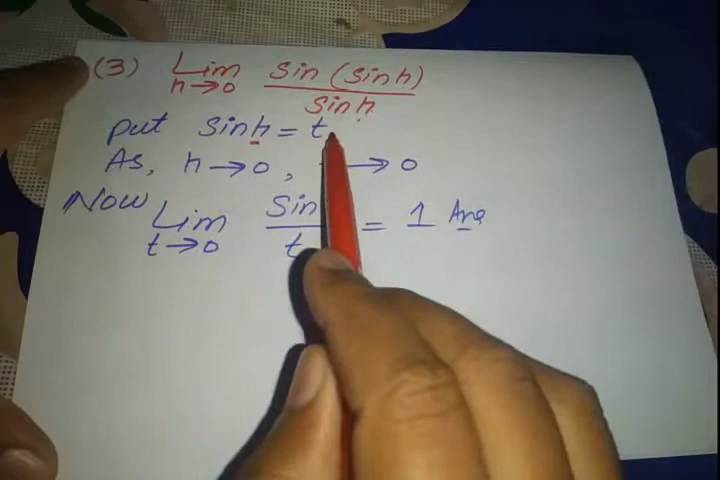 (3) Lim h→0 Sin (Sinh) / Sinh
Put Sinh = t
As, h→0, → 0
Now Lim t→0 Sin / t = 1 Ans